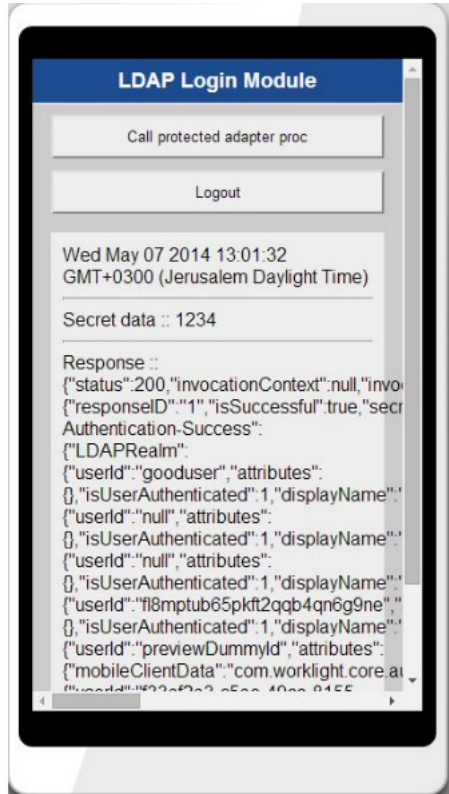 LDAP Login Module
Call protected adapter proc
Logout
Wed May 07 2014 13:01:32
GMT+0300 (Jerusalem Daylight Time)
Secret data :: 1234
Response ::
{"status":200,"invocationContext":null,"invo
{"responseID":"1","isSuccessful":true,"secr
Authentication-Success":
{"LDAPRealm":
{"userId":"gooduser","attributes":
{},"isUserAuthenticated":1,"displayName":"
{"userId":"null","attributes":
{},"isUserAuthenticated":1,"displayName":"
{"userId":"null","attributes":
{},"isUserAuthenticated":1,"displayName":"
{"userId":"fl8mptub65pkft2qqb4qn6g9ne","
{},"isUserAuthenticated":1,"displayName":"
{"userId":"previewDummyId","attributes":
{"mobileClientData":"com.worklight.core.au